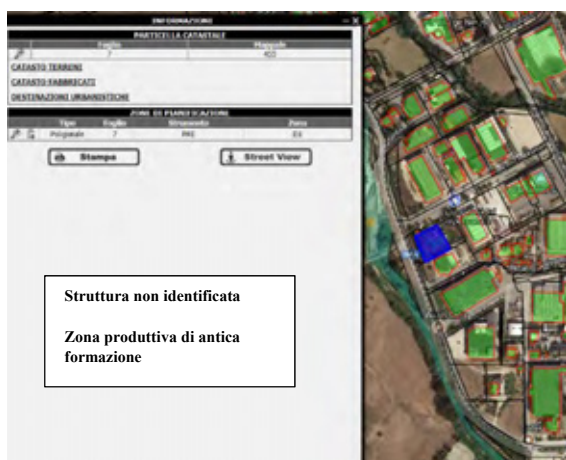 INFORMAZIONE
PARTICELLA CATASTALE
Foglio Mappale
7
CATASTO TERRENI
CATASTO FABBRICATI
DESTINAZIONI URBANISTICHE
ZONE DI PIANIFICAZIONE
Tipo Foglio Strumento Zona
Poligonale 7
Stampa Street View
Struttura non identificata
Zona produttiva di antica
formazione